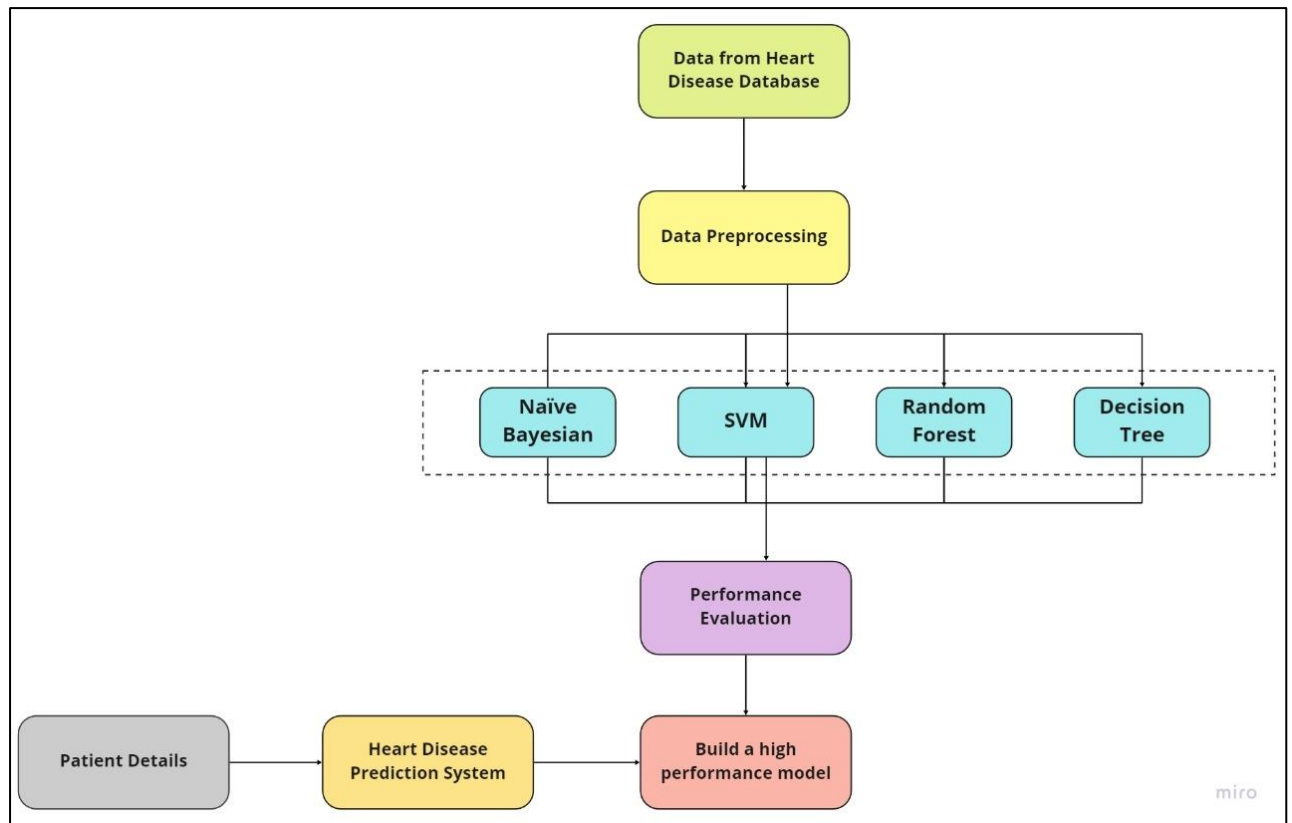 Data from Heart
Disease Database
Data Preprocessing
Naïve
Bayesian
SVM
Random
Forest
Decision
Tree
Performance
Evaluation
Patient Details
Heart Disease
Prediction System
Build a high
performance model
miro